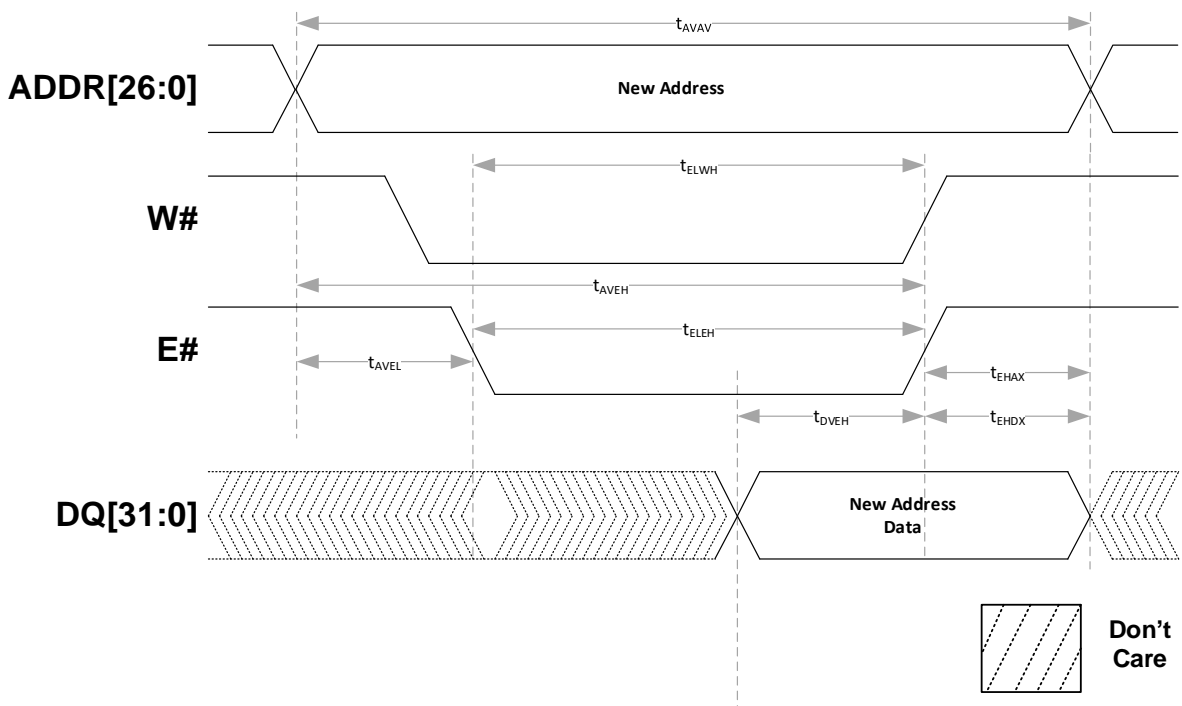 tAVAV
ADDR[26:0]
New Address
tELWH
W#
tAVEH
E#
tELEH
tAVEL
tEHAX
tDVEH
tEHDX
DQ[31:0]
New Address
Data
Don't
Care